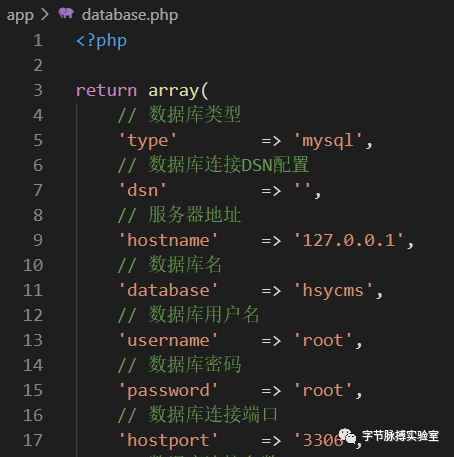 app > database.php
1 <?php
2
3 return array(
4 // 数据库类型
5 'type' => 'mysql',
6 // 数据库连接DSN配置
7 'dsn' => '',
8 // 服务器地址
9 'hostname' => '127.0.0.1',
10 // 数据库名
11 'database' => 'hsycms',
12 // 数据库用户名
13 'username' => 'root',
14 // 数据库密码
15 'password' => 'root',
16 // 数据库连接端口
17 'hostport' => '3306',
字节脉搏实验室